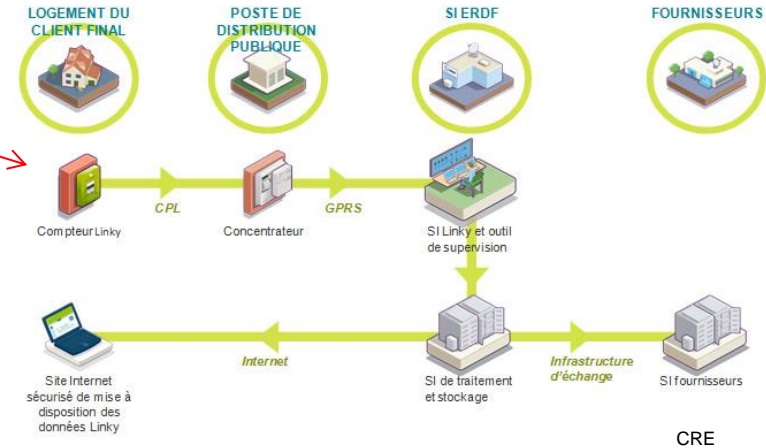 LOGEMENT DU
CLIENT FINAL
POSTE DE
DISTRIBUTION
PUBLIQUE
SI ERDF
FOURNISSEURS
CPL
GPRS
Compteur Linky
Concentrateur
SI Linky et outil
de supervision
Internet
Infrastructure
d'échange
Site Internet
sécurisé de mise à
disposition des
données Linky
SI de traitement
et stockage
SI fournisseurs
CRE